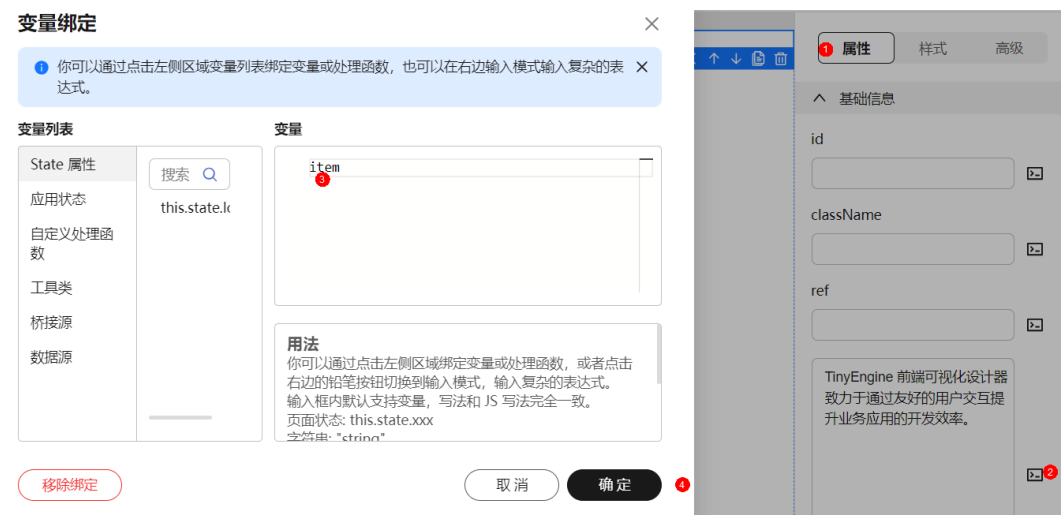 变量绑定
你可以通过点击左侧区域变量列表绑定变量或处理函数，也可以在右边输入模式输入复杂的表
达式。
变量列表
变量
State 属性
应用状态
自定义处理函
数
工具类
桥接源
数据源
搜索
this.state.lc
item
3
用法
你可以通过点击左侧区域绑定变量或处理函数，或者点击
右边的铅笔按钮切换到输入模式，输入复杂的表达式。
输入框内默认支持变量，写法和 JS 写法完全一致。
页面状态: this.state.xxx
字符串: "string"
移除绑定
取消
确定
4
1
属性
样式
高级
基础信息
id
className
ref
TinyEngine 前端可视化设计器
致力于通过友好的用户交互提
升业务应用的开发效率。
2